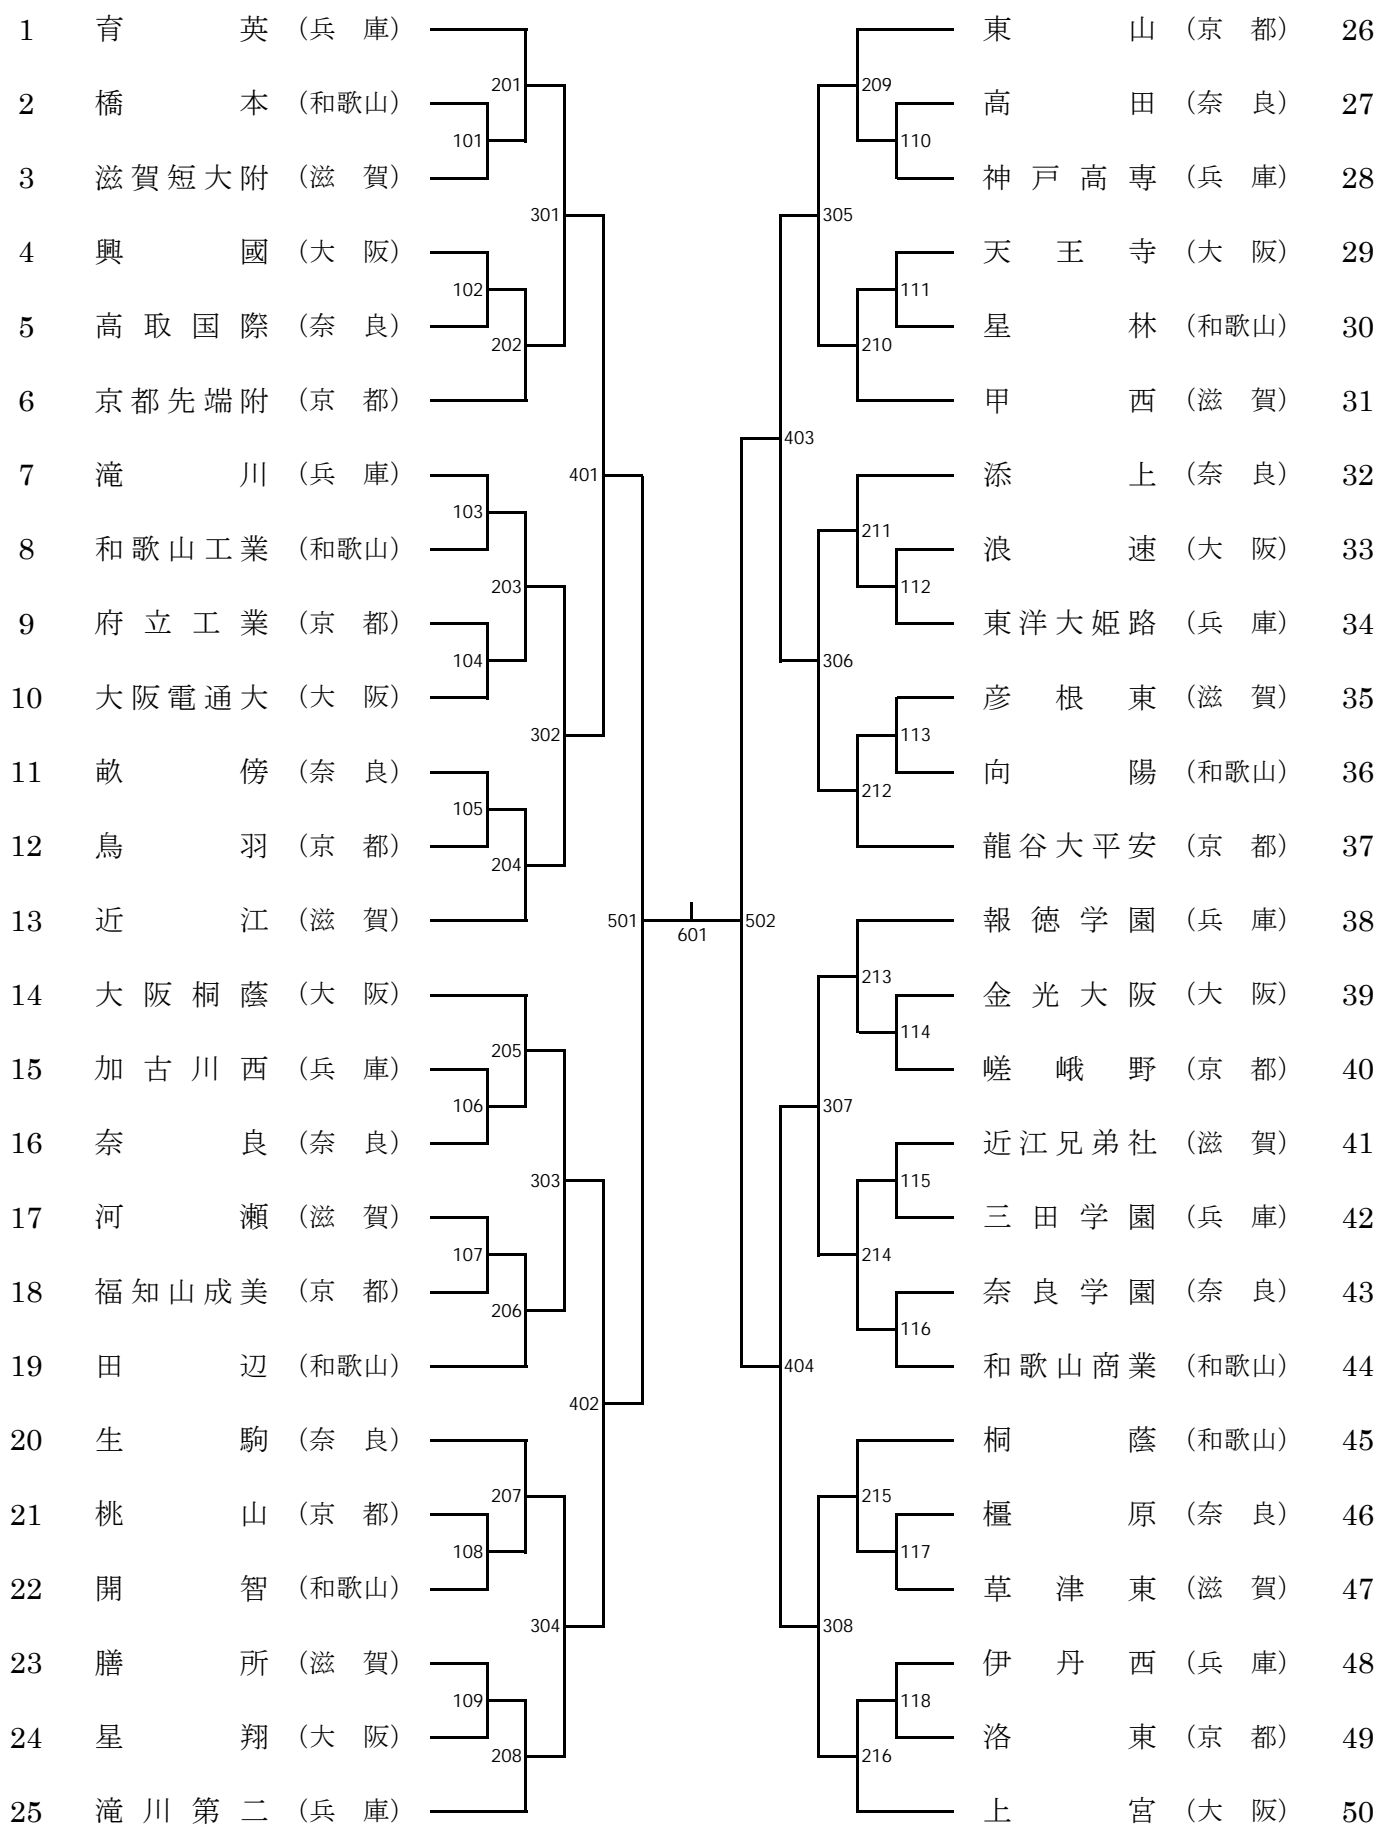 1 育英 (兵庫)
201
2 橋本 (和歌山)
101
3 滋賀短大附 (滋賀)
301
4 興國 (大阪)
102
5 高取国際 (奈良)
202
6 京都先端附 (京都)
7 滝川 (兵庫)
401
103
8 和歌山工業 (和歌山)
203
9 府立工業 (京都)
104
10 大阪電通大 (大阪)
302
11 畝傍 (奈良)
105
12 鳥羽 (京都)
204
13 近江 (滋賀)
501
14 大阪桐蔭 (大阪)
205
15 加古川西 (兵庫)
106
16 奈良 (奈良)
303
17 河瀬 (滋賀)
107
18 福知山成美 (京都)
206
19 田辺 (和歌山)
402
20 生駒 (奈良)
207
21 桃山 (京都)
108
22 開智 (和歌山)
304
23 膳所 (滋賀)
109
24 星翔 (大阪)
208
25 滝川第二 (兵庫)
601
東山 (京都) 26
209
高田 (奈良) 27
110
神戸高専 (兵庫) 28
305
天王寺 (大阪) 29
111
星林 (和歌山) 30
210
甲西 (滋賀) 31
403
添上 (奈良) 32
211
浪速 (大阪) 33
112
東洋大姫路 (兵庫) 34
306
彦根東 (滋賀) 35
113
向陽 (和歌山) 36
212
龍谷大平安 (京都) 37
502
報徳学園 (兵庫) 38
213
金光大阪 (大阪) 39
114
嵯峨野 (京都) 40
307
近江兄弟社 (滋賀) 41
115
三田学園 (兵庫) 42
214
奈良学園 (奈良) 43
116
和歌山商業 (和歌山) 44
404
桐蔭 (和歌山) 45
215
橿原 (奈良) 46
117
草津東 (滋賀) 47
308
伊丹西 (兵庫) 48
118
洛東 (京都) 49
216
上宮 (大阪) 50